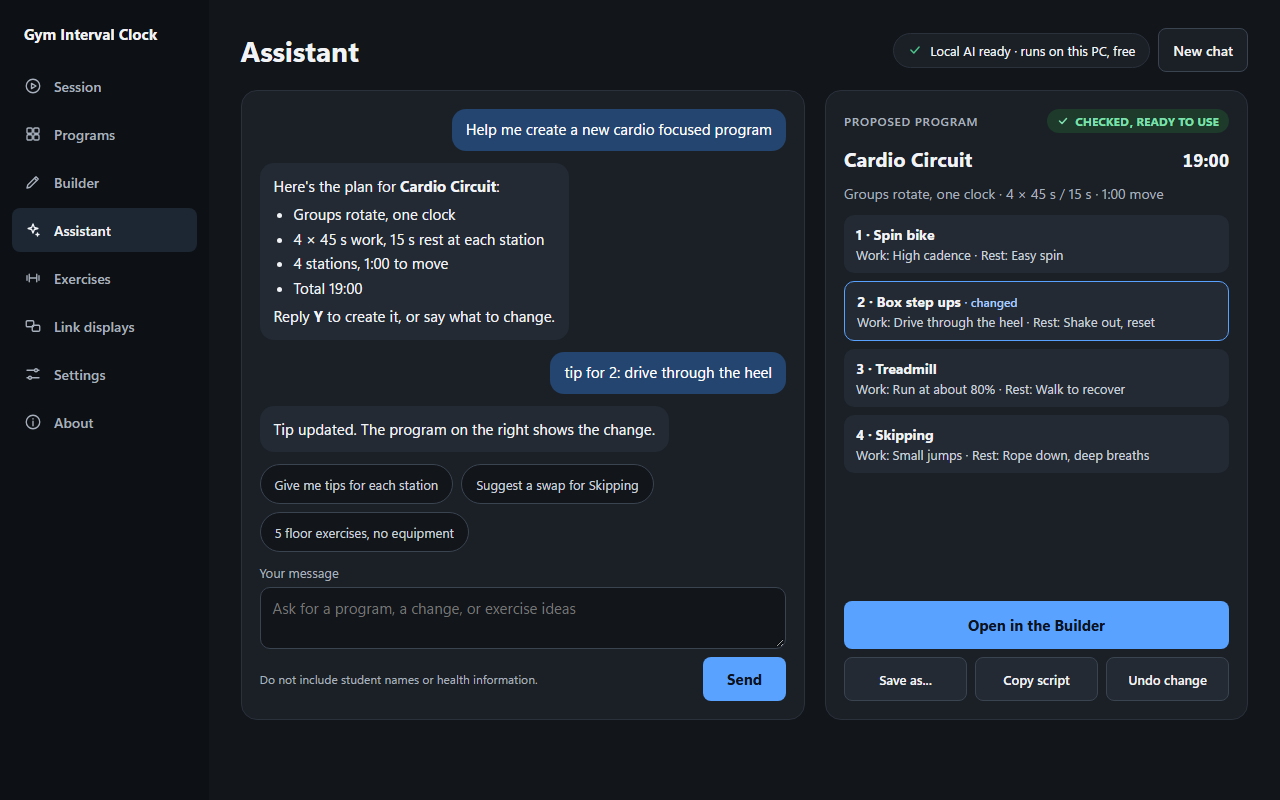 Gym Interval Clock
Session
Programs
Builder
Assistant
Exercises
Link displays
Settings
About
Assistant
Local AI ready · runs on this PC, free
New chat
Help me create a new cardio focused program
Here's the plan for Cardio Circuit:
• Groups rotate, one clock
• 4 × 45 s work, 15 s rest at each station
• 4 stations, 1:00 to move
• Total 19:00
Reply Y to create it, or say what to change.
tip for 2: drive through the heel
Tip updated. The program on the right shows the change.
Give me tips for each station
Suggest a swap for Skipping
5 floor exercises, no equipment
Your message
Ask for a program, a change, or exercise ideas
Do not include student names or health information.
Send
PROPOSED PROGRAM
CHECKED, READY TO USE
Cardio Circuit
19:00
Groups rotate, one clock · 4 × 45 s / 15 s · 1:00 move
1 · Spin bike
Work: High cadence · Rest: Easy spin
2 · Box step ups · changed
Work: Drive through the heel · Rest: Shake out, reset
3 · Treadmill
Work: Run at about 80% · Rest: Walk to recover
4 · Skipping
Work: Small jumps · Rest: Rope down, deep breaths
Open in the Builder
Save as...
Copy script
Undo change